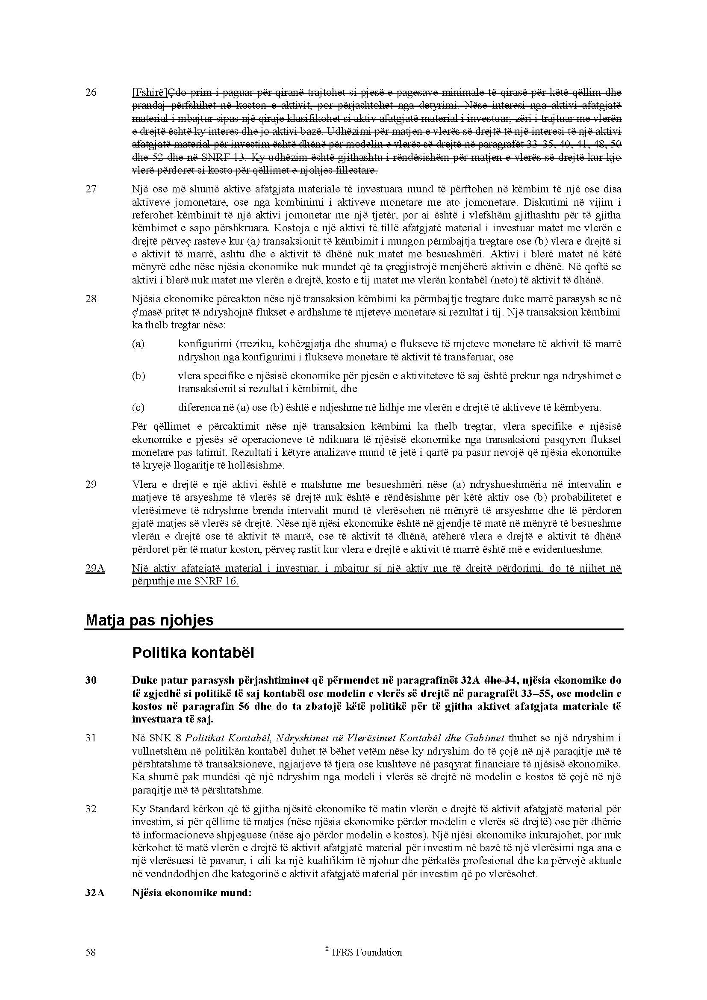 26 [Fshirë]Çdo prim i paguar për qiranë trajtohet si pjesë e pagesave minimale të qirasë për këtë qëllim dhe
prandaj përfshihet në koston e aktivit, por përjashtohet nga detyrimi. Nëse interesi nga aktivi afatgjatë
material i mbajtur sipas një qiraje klasifikohet si aktiv afatgjatë material i investuar, zëri i trajtuar me vlerën
e drejtë është ky interes dhe jo aktivi bazë. Udhëzimi për matjen e vlerës së drejtë të një interesi të një aktivi
afatgjatë material për investim është dhënë për modelin e vlerës së drejtë në paragrafët 33–35, 40, 41, 48, 50
dhe 52 dhe në SNRF 13. Ky udhëzim është gjithashtu i rëndësishëm për matjen e vlerës së drejtë kur kjo
vlerë përdoret si kosto për qëllimet e njohjes fillestare.
27 Një ose më shumë aktive afatgjata materiale të investuara mund të përftohen në këmbim të një ose disa
aktiveve jomonetare, ose nga kombinimi i aktiveve monetare me ato jomonetare. Diskutimi në vijim i
referohet këmbimit të një aktivi jomonetar me një tjetër, por ai është i vlefshëm gjithashtu për të gjitha
këmbimet e sapo përshkruara. Kostoja e një aktivi të tillë afatgjatë material i investuar matet me vlerën e
drejtë përveç rasteve kur (a) transaksionit të këmbimit i mungon përmbajtja tregtare ose (b) vlera e drejtë si
e aktivit të marrë, ashtu dhe e aktivit të dhënë nuk matet me besueshmëri. Aktivi i blerë matet në këtë
mënyrë edhe nëse njësia ekonomike nuk mundet që ta çregjistrojë menjëherë aktivin e dhënë. Në qoftë se
aktivi i blerë nuk matet me vlerën e drejtë, kosto e tij matet me vlerën kontabël (neto) të aktivit të dhënë.
28 Njësia ekonomike përcakton nëse një transaksion këmbimi ka përmbajtje tregtare duke marrë parasysh se në
ç'masë pritet të ndryshojnë flukset e ardhshme të mjeteve monetare si rezultat i tij. Një transaksion këmbimi
ka thelb tregtar nëse:
(a) konfigurimi (rreziku, kohëzgjatja dhe shuma) e flukseve të mjeteve monetare të aktivit të marrë
ndryshon nga konfigurimi i flukseve monetare të aktivit të transferuar, ose
(b) vlera specifike e njësisë ekonomike për pjesën e aktiviteteve të saj është prekur nga ndryshimet e
transaksionit si rezultat i këmbimit, dhe
(c) diferenca në (a) ose (b) është e ndjeshme në lidhje me vlerën e drejtë të aktiveve të këmbyera.
Për qëllimet e përcaktimit nëse një transaksion këmbimi ka thelb tregtar, vlera specifike e njësisë
ekonomike e pjesës së operacioneve të ndikuara të njësisë ekonomike nga transaksioni pasqyron flukset
monetare pas tatimit. Rezultati i këtyre analizave mund të jetë i qartë pa pasur nevojë që njësia ekonomike
të kryejë llogaritje të hollësishme.
29 Vlera e drejtë e një aktivi është e matshme me besueshmëri nëse (a) ndryshueshmëria në intervalin e
matjeve të arsyeshme të vlerës së drejtë nuk është e rëndësishme për këtë aktiv ose (b) probabilitetet e
vlerësimeve të ndryshme brenda intervalit mund të vlerësohen në mënyrë të arsyeshme dhe të përdoren
gjatë matjes së vlerës së drejtë. Nëse një njësi ekonomike është në gjendje të matë në mënyrë të besueshme
vlerën e drejtë ose të aktivit të marrë, ose të aktivit të dhënë, atëherë vlera e drejtë e aktivit të dhënë
përdoret për të matur koston, përveç rastit kur vlera e drejtë e aktivit të marrë është më e evidentueshme.
29A Një aktiv afatgjatë material i investuar, i mbajtur si një aktiv me të drejtë përdorimi, do të njihet në
përputhje me SNRF 16.
Matja pas njohjes
Politika kontabël
30 Duke patur parasysh përjashtiminet që përmendet në paragrafinët 32A dhe 34, njësia ekonomike do
të zgjedhë si politikë të saj kontabël ose modelin e vlerës së drejtë në paragrafët 33–55, ose modelin e
kostos në paragrafin 56 dhe do ta zbatojë këtë politikë për të gjitha aktivet afatgjata materiale të
investuara të saj.
31 Në SNK 8 Politikat Kontabël, Ndryshimet në Vlerësimet Kontabël dhe Gabimet thuhet se një ndryshim i
vullnetshëm në politikën kontabël duhet të bëhet vetëm nëse ky ndryshim do të çojë në një paraqitje më të
përshtatshme të transaksioneve, ngjarjeve të tjera ose kushteve në pasqyrat financiare të njësisë ekonomike.
Ka shumë pak mundësi që një ndryshim nga modeli i vlerës së drejtë në modelin e kostos të çojë në një
paraqitje më të përshtatshme.
32 Ky Standard kërkon që të gjitha njësitë ekonomike të matin vlerën e drejtë të aktivit afatgjatë material për
investim, si për qëllime të matjes (nëse njësia ekonomike përdor modelin e vlerës së drejtë) ose për dhënie
të informacioneve shpjeguese (nëse ajo përdor modelin e kostos). Një njësi ekonomike inkurajohet, por nuk
kërkohet të matë vlerën e drejtë të aktivit afatgjatë material për investim në bazë të një vlerësimi nga ana e
një vlerësuesi të pavarur, i cili ka një kualifikim të njohur dhe përkatës profesional dhe ka përvojë aktuale
në vendndodhjen dhe kategorinë e aktivit afatgjatë material për investim që po vlerësohet.
32A Njësia ekonomike mund:
58 © IFRS Foundation